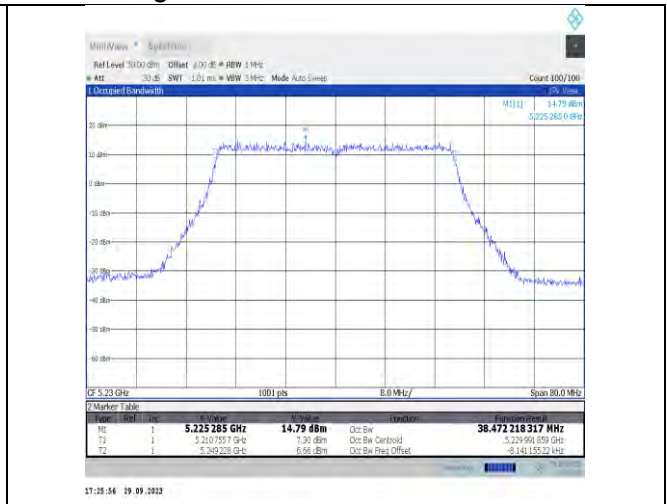 MultiView Spectrum
Ref Level 30.00 dBm Offset 2.00 dB RBW 1 MHz
Att 30 dB SWT 1.01 ms VBW 3 MHz Mode Auto Sweep Count 100/100
1 Occupied Bandwidth 1Pk View
M1[1] 14.79 dBm
5.225 285 0 GHz
M1
20 dBm
10 dBm
0 dBm
-10 dBm
-20 dBm
-30 dBm
-40 dBm
-50 dBm
-60 dBm
CF 5.23 GHz 1001 pts 8.0 MHz/ Span 80.0 MHz
2 Marker Table
Type Ref Trc X-Value Y-Value Function Function Result
M1 1 5.225 285 GHz 14.79 dBm Occ Bw 38.472 218 317 MHz
T1 1 5.210 755 7 GHz 7.30 dBm Occ Bw Centroid 5.229 991 859 GHz
T2 1 5.249 228 GHz 6.66 dBm Occ Bw Freq Offset -8.141 155 22 kHz
17:25:56 29.09.2023